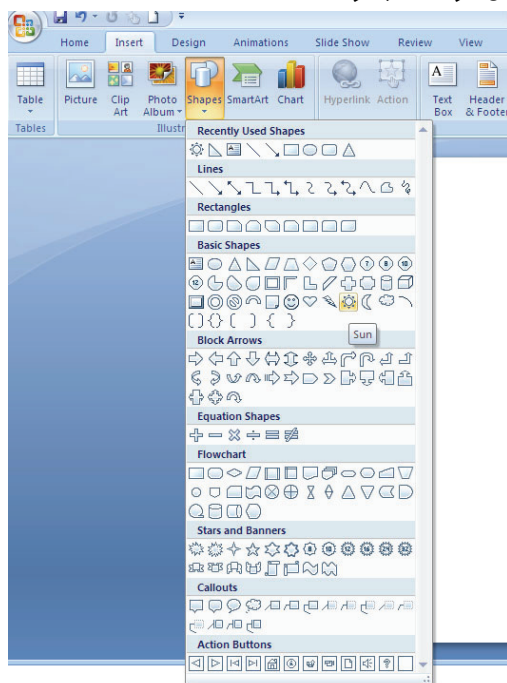 Home Insert Design Animations Slide Show Review View
Table Picture Clip Art Photo Album Shapes SmartArt Chart Hyperlink Action Text Box Header & Footer
Tables Illustr
Recently Used Shapes
Lines
Rectangles
Basic Shapes
Sun
Block Arrows
Equation Shapes
Flowchart
Stars and Banners
Callouts
Action Buttons